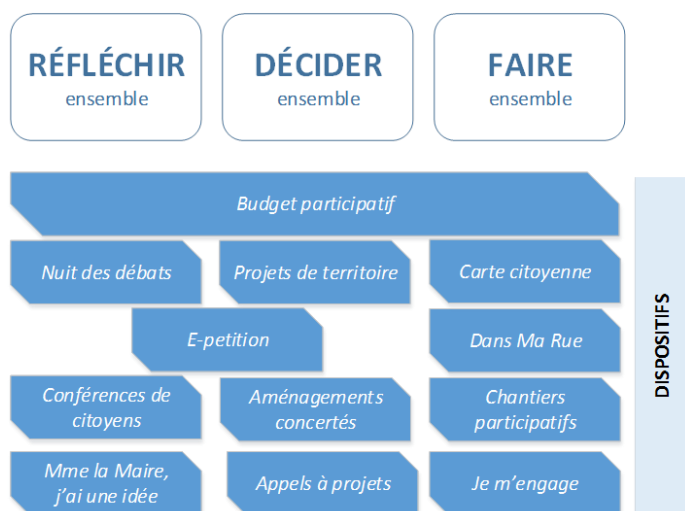 RÉFLÉCHIR
ensemble
DÉCIDER
ensemble
FAIRE
ensemble
Budget participatif
Nuit des débats
Projets de territoire
Carte citoyenne
E-petition
Dans Ma Rue
Conférences de
citoyens
Aménagements
concertés
Chantiers
participatifs
Mme la Maire,
j’ai une idée
Appels à projets
Je m’engage
DISPOSITIFS